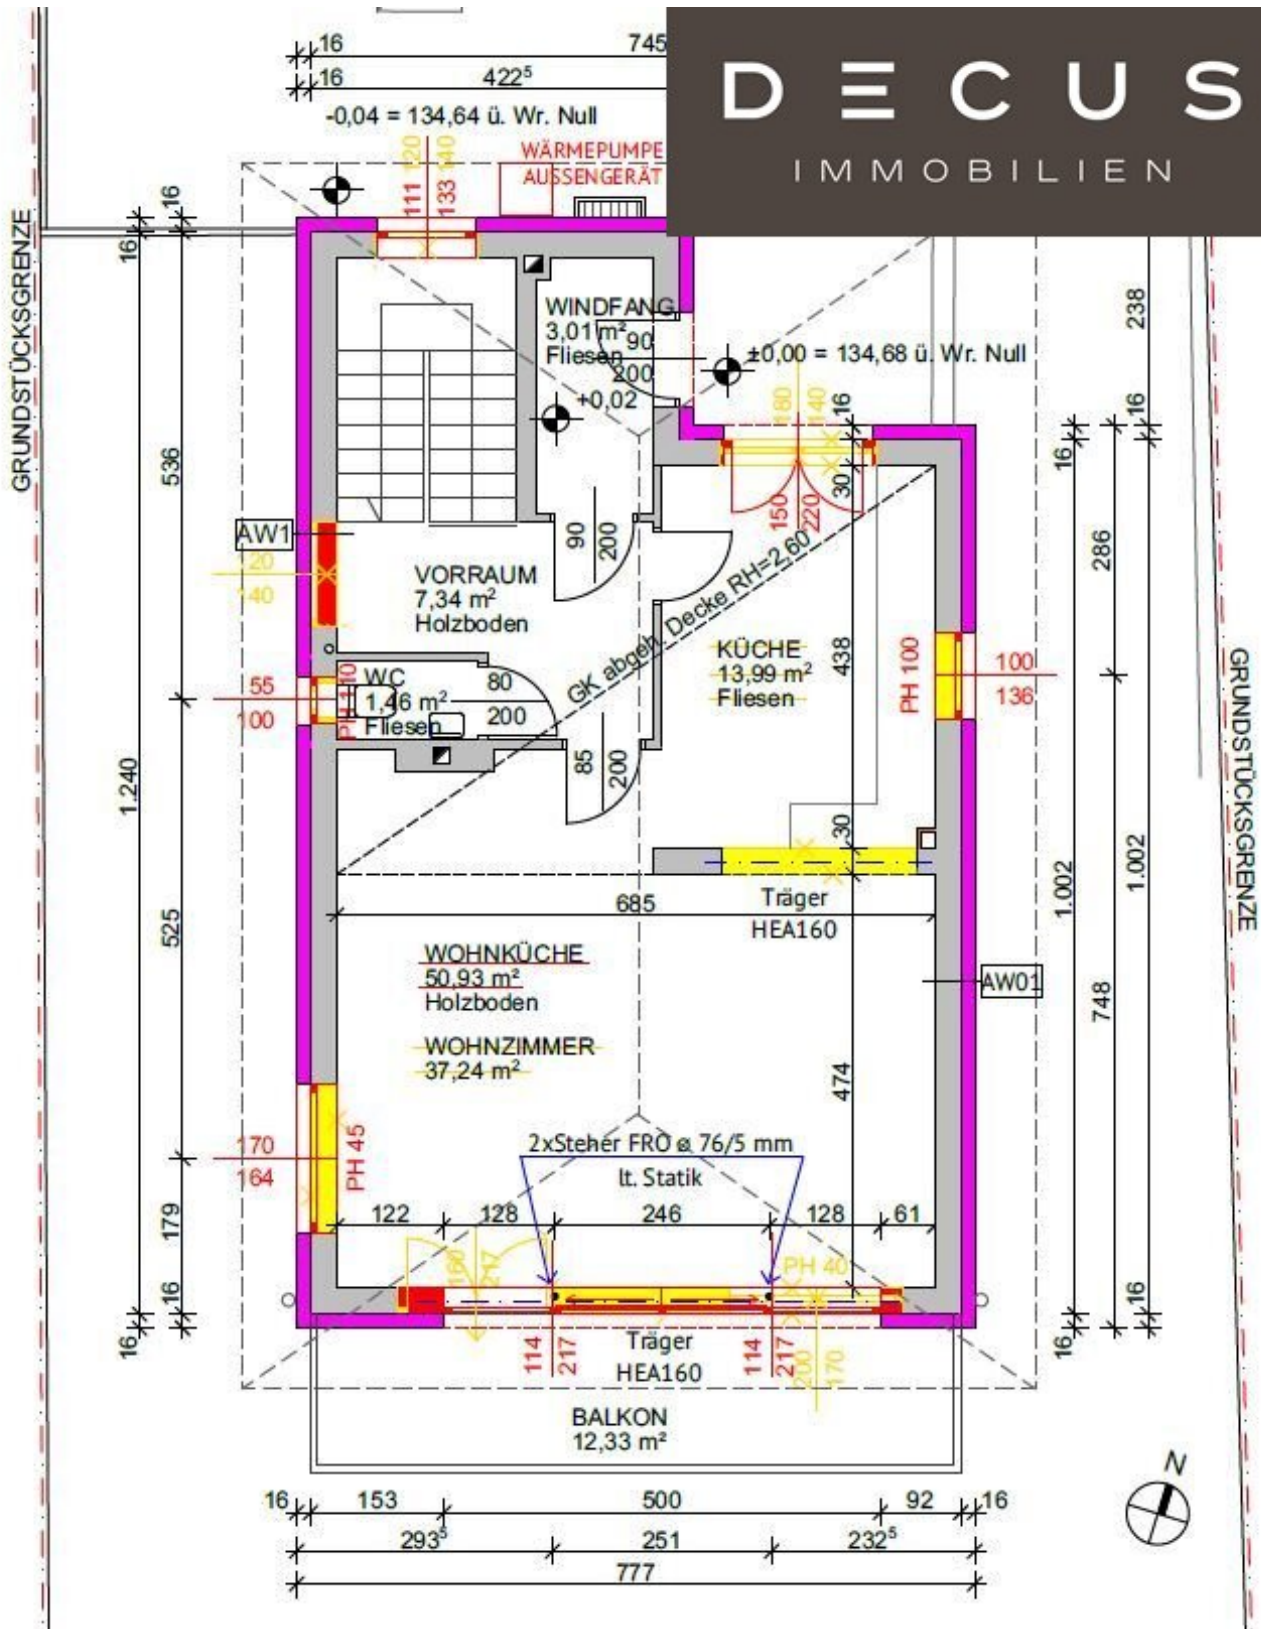 16
745
DECUS
IMMOBILIEN
16
422⁵
-0,04 = 134,64 ü. Wr. Null
120
140
111
133
WÄRMEPUMPE
AUSSENGERÄT
16
16
GRUNDSTÜCKSGRENZE
WINDFANG
3,01 m²
Fliesen
90
200
+0,02
±0,00 = 134,68 ü. Wr. Null
238
180
140
16
16
16
30
150
220
536
AW1
120
140
90
200
286
VORRAUM
7,34 m²
Holzboden
GK abgeh. Decke RH=2,60
KÜCHE
13,99 m²
Fliesen
438
PH 100
100
136
GRUNDSTÜCKSGRENZE
55
100
PH 110
WC
1,46 m²
Fliesen
80
200
85
200
1.240
30
1.002
1.002
685
Träger
HEA160
525
WOHNKÜCHE
50,93 m²
Holzboden
AW01
748
WOHNZIMMER
37,24 m²
474
170
164
PH 45
2xSteher FRO ø 76/5 mm
lt. Statik
179
122
128
246
128
61
160
217
PH 40
16
16
16
16
114
217
Träger
HEA160
114
217
200
170
BALKON
12,33 m²
N
16
153
500
92
16
293⁵
251
232⁵
777